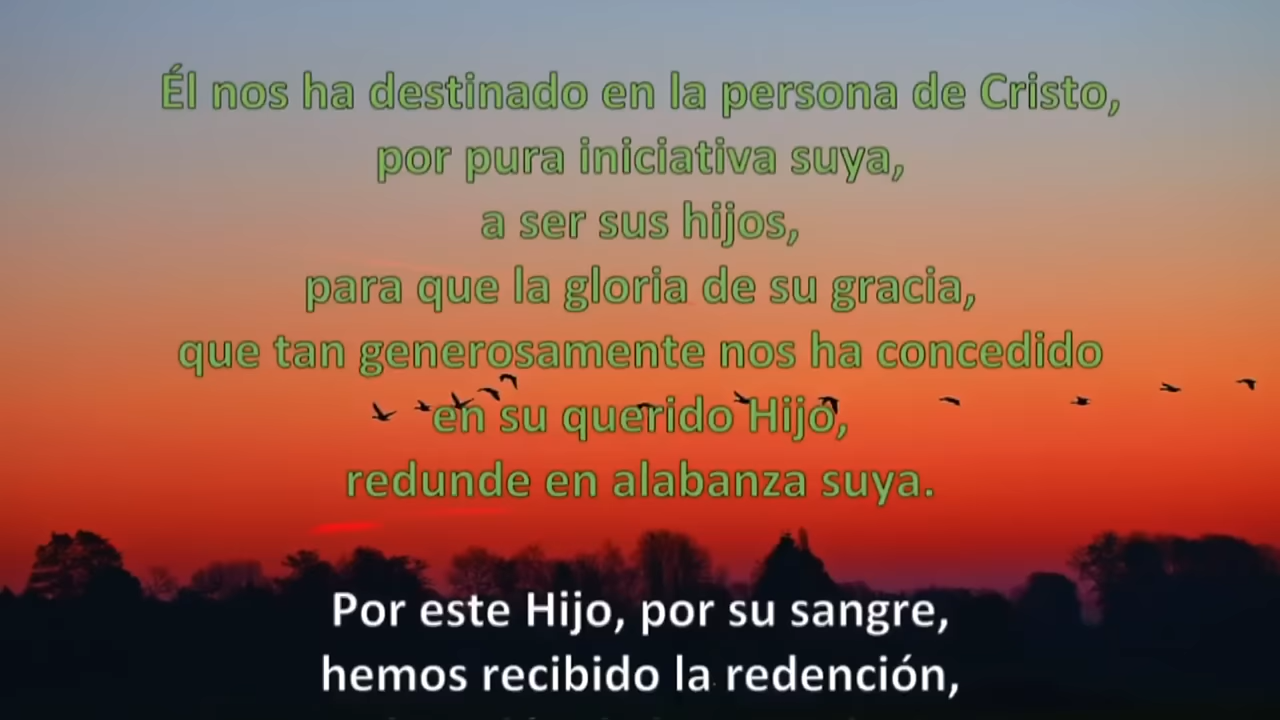 Él nos ha destinado en la persona de Cristo,
por pura iniciativa suya,
a ser sus hijos,
para que la gloria de su gracia,
que tan generosamente nos ha concedido
en su querido Hijo,
redunde en alabanza suya.
Por este Hijo, por su sangre,
hemos recibido la redención,